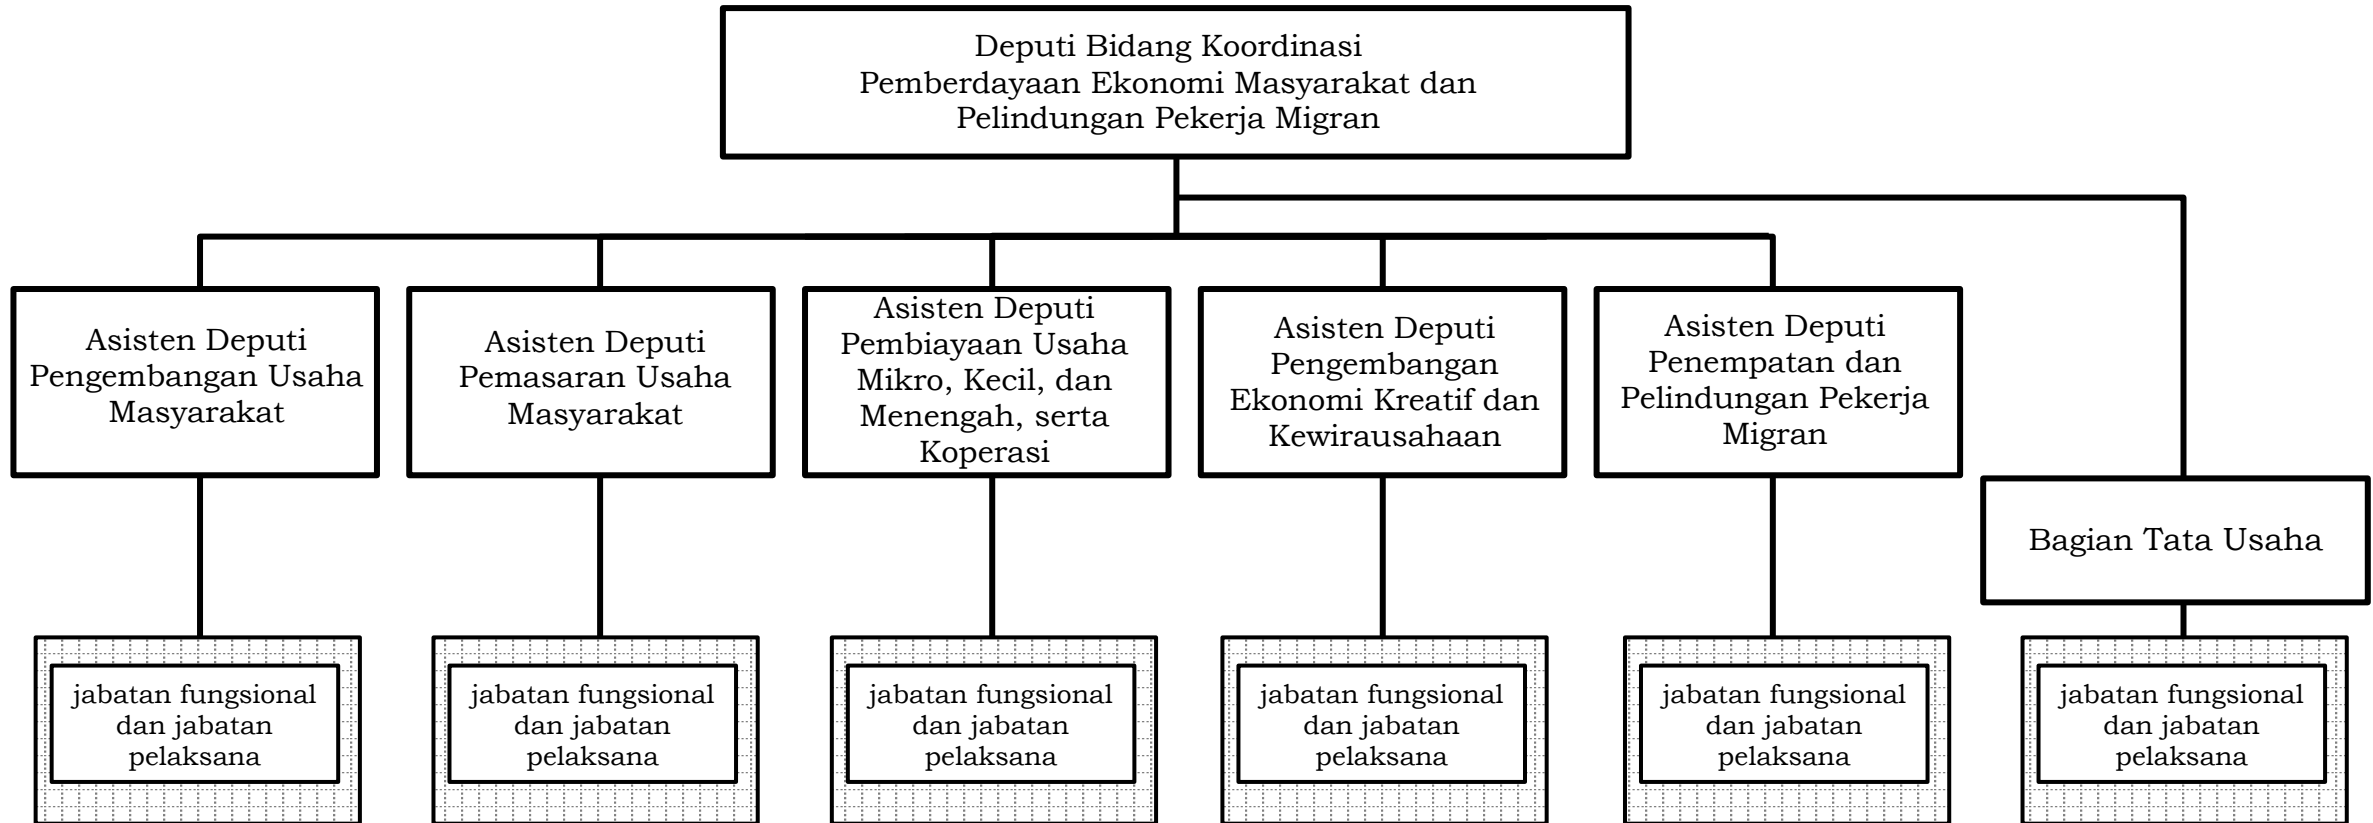 Deputi Bidang Koordinasi
Pemberdayaan Ekonomi Masyarakat dan
Pelindungan Pekerja Migran
Asisten Deputi
Pengembangan Usaha
Masyarakat
Asisten Deputi
Pemasaran Usaha
Masyarakat
Asisten Deputi
Pembiayaan Usaha
Mikro, Kecil, dan
Menengah, serta
Koperasi
Asisten Deputi
Pengembangan
Ekonomi Kreatif dan
Kewirausahaan
Asisten Deputi
Penempatan dan
Pelindungan Pekerja
Migran
Bagian Tata Usaha
jabatan fungsional
dan jabatan
pelaksana
jabatan fungsional
dan jabatan
pelaksana
jabatan fungsional
dan jabatan
pelaksana
jabatan fungsional
dan jabatan
pelaksana
jabatan fungsional
dan jabatan
pelaksana
jabatan fungsional
dan jabatan
pelaksana